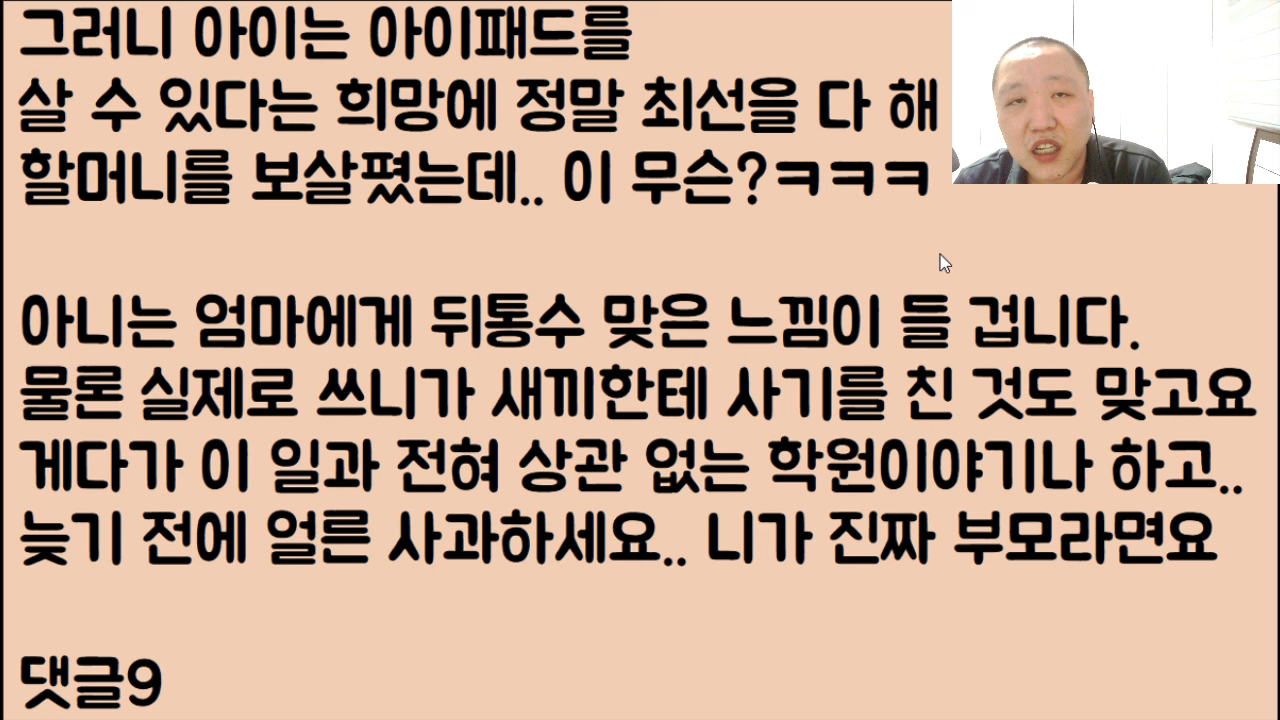 그러니 아이는 아이패드를
살 수 있다는 희망에 정말 최선을 다 해
할머니를 보살폈는데.. 이 무슨?ㅋㅋㅋ
아니는 엄마에게 뒤통수 맞은 느낌이 들 겁니다.
물론 실제로 쓰니가 새끼한테 사기를 친 것도 맞고요
게다가 이 일과 전혀 상관 없는 학원이야기나 하고..
늦기 전에 얼른 사과하세요.. 니가 진짜 부모라면요
댓글9